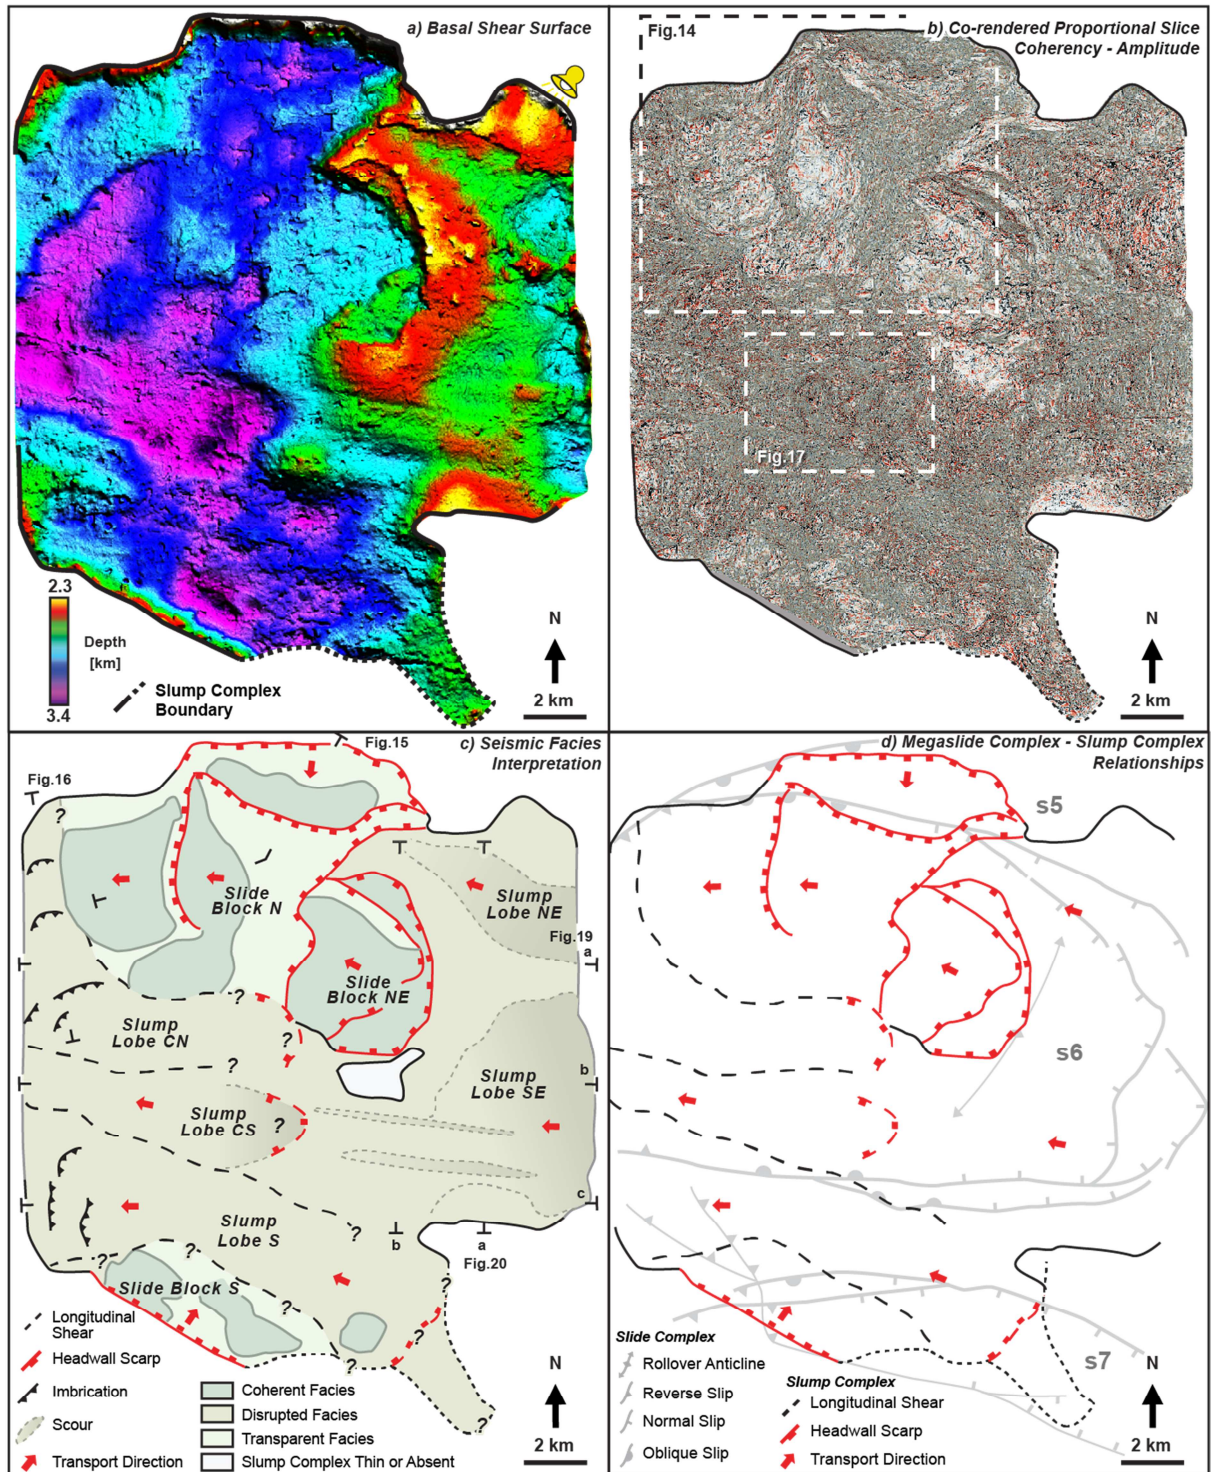 a) Basal Shear Surface
2.3
Depth
[km]
3.4
Slump Complex
Boundary
N
2 km
Fig.14
b) Co-rendered Proportional Slice
Coherency - Amplitude
Fig.17
N
2 km
c) Seismic Facies
Interpretation
Fig.15
Fig.16
?
Slide
Block N
Slump
Lobe NE
Fig.19
a
Slide
Block NE
?
Slump
Lobe CN
?
?
Slump
Lobe SE
b
Slump
Lobe CS
?
c
Slump
Lobe S
?
b
a
Fig.20
?
?
Slide Block S
?
?
?
?
?
Longitudinal
Shear
Headwall Scarp
Imbrication
Scour
Transport Direction
Coherent Facies
Disrupted Facies
Transparent Facies
Slump Complex Thin or Absent
N
2 km
d) Megaslide Complex - Slump Complex
Relationships
s5
s6
s7
Slide Complex
Rollover Anticline
Reverse Slip
Normal Slip
Oblique Slip
Slump Complex
Longitudinal Shear
Headwall Scarp
Transport Direction
N
2 km